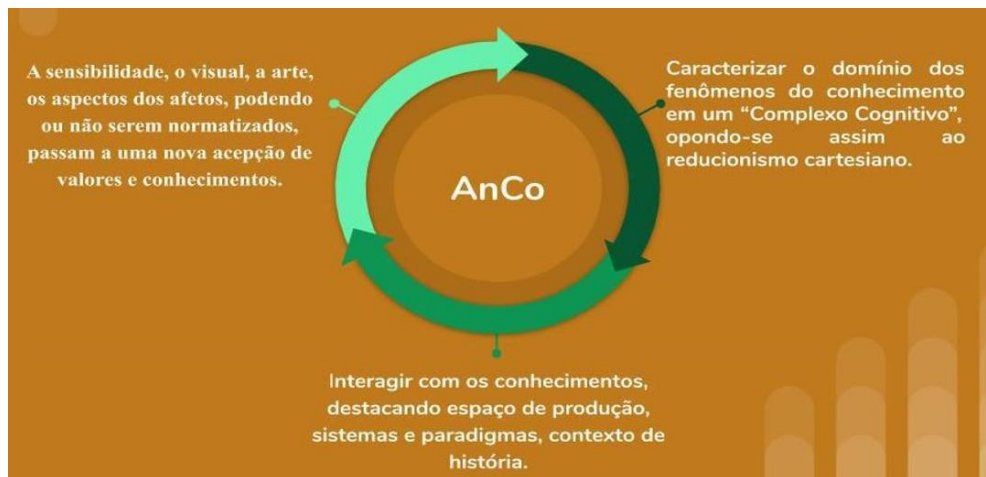 A sensibilidade, o visual, a arte,
os aspectos dos afetos, podendo
ou não serem normatizados,
passam a uma nova acepção de
valores e conhecimentos.
Caracterizar o domínio dos
fenômenos do conhecimento
em um “Complexo Cognitivo”,
opondo-se assim ao
reducionismo cartesiano.
AnCo
Interagir com os conhecimentos,
destacando espaço de produção,
sistemas e paradigmas, contexto de
história.